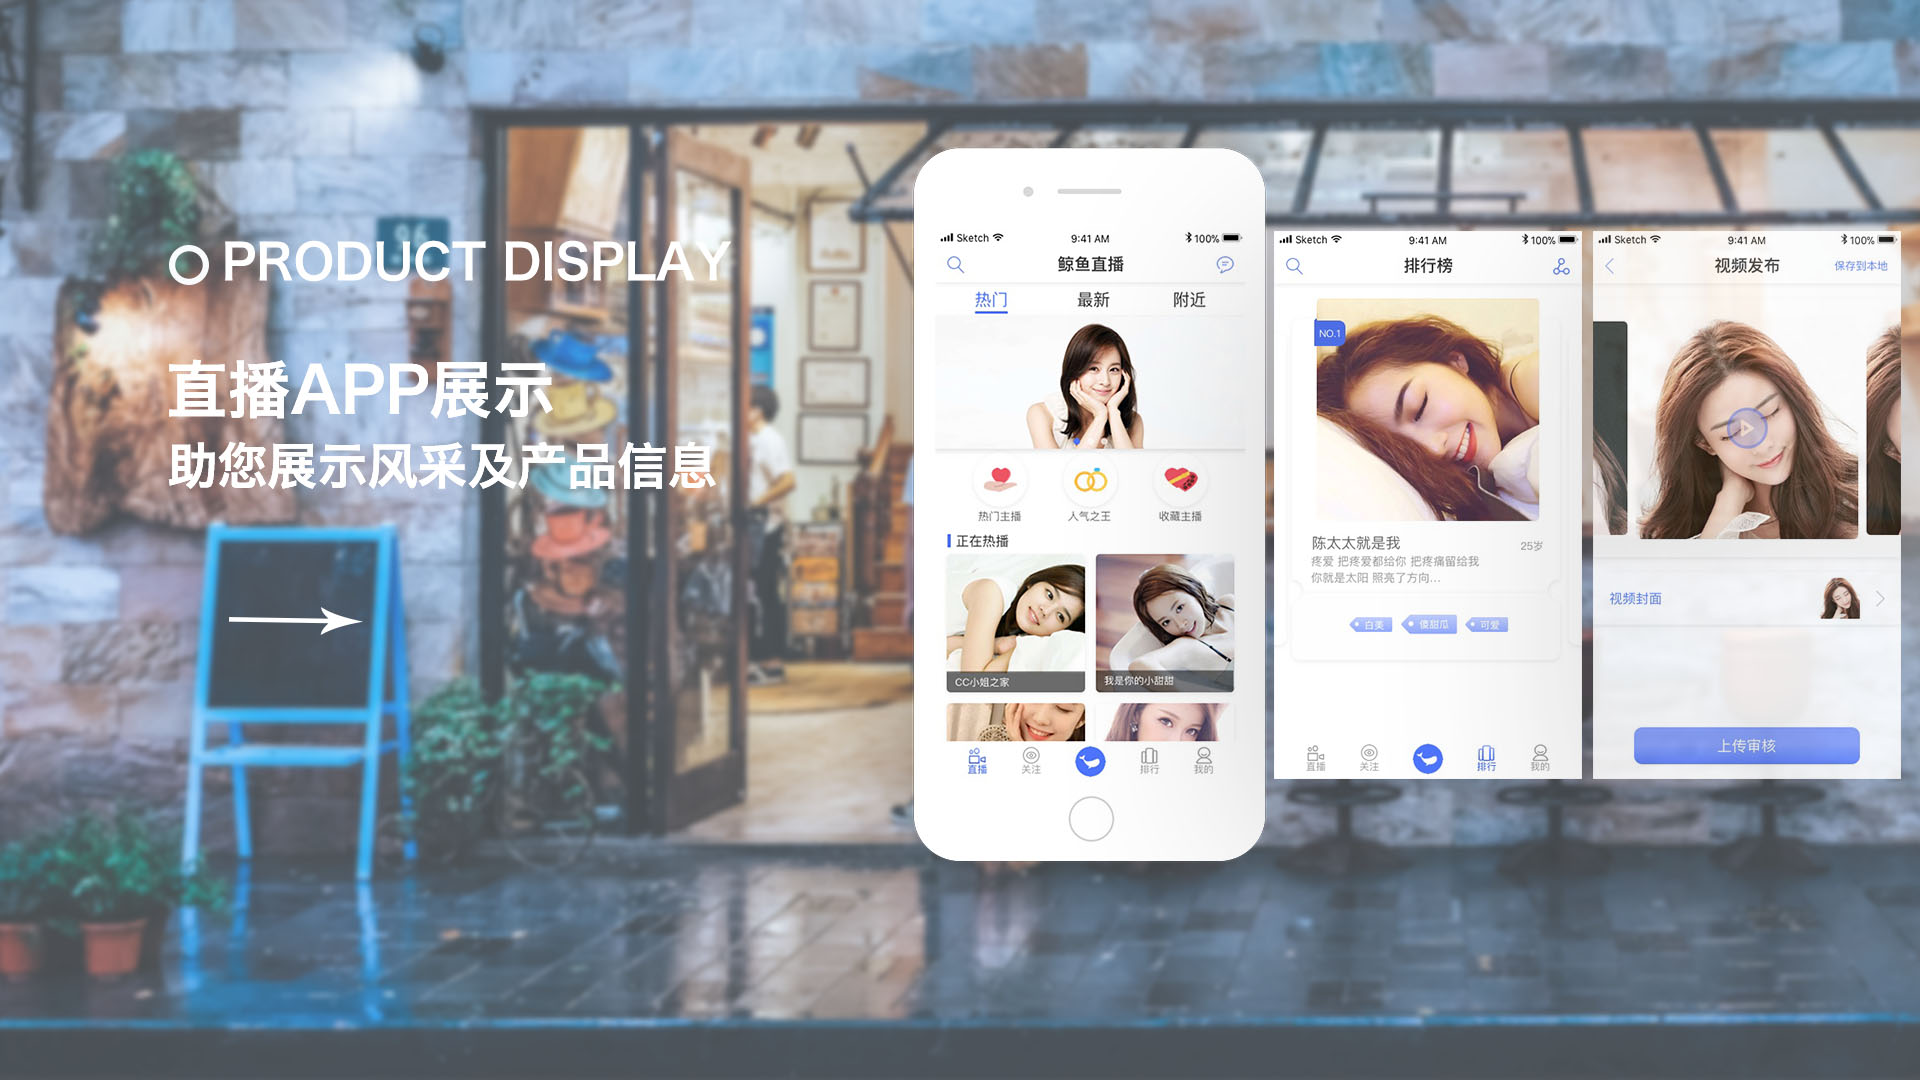 PRODUCT DISPLAY
直播APP展示
助您展示风采及产品信息
96
Sketch 9:41 AM 100%
鲸鱼直播
热门 最新 附近
热门主播 人气之王 收藏主播
正在热播
CC小姐之家 我是你的小甜甜
直播 关注 排行 我的
Sketch 9:41 AM 100%
排行榜
NO.1
陈太太就是我 25岁
疼爱 把疼爱都给你 把疼痛留给我
你就是太阳 照亮了方向...
白美 傻甜瓜 可爱
直播 关注 排行 我的
Sketch 9:41 AM 100%
视频发布 保存到本地
视频封面
上传审核